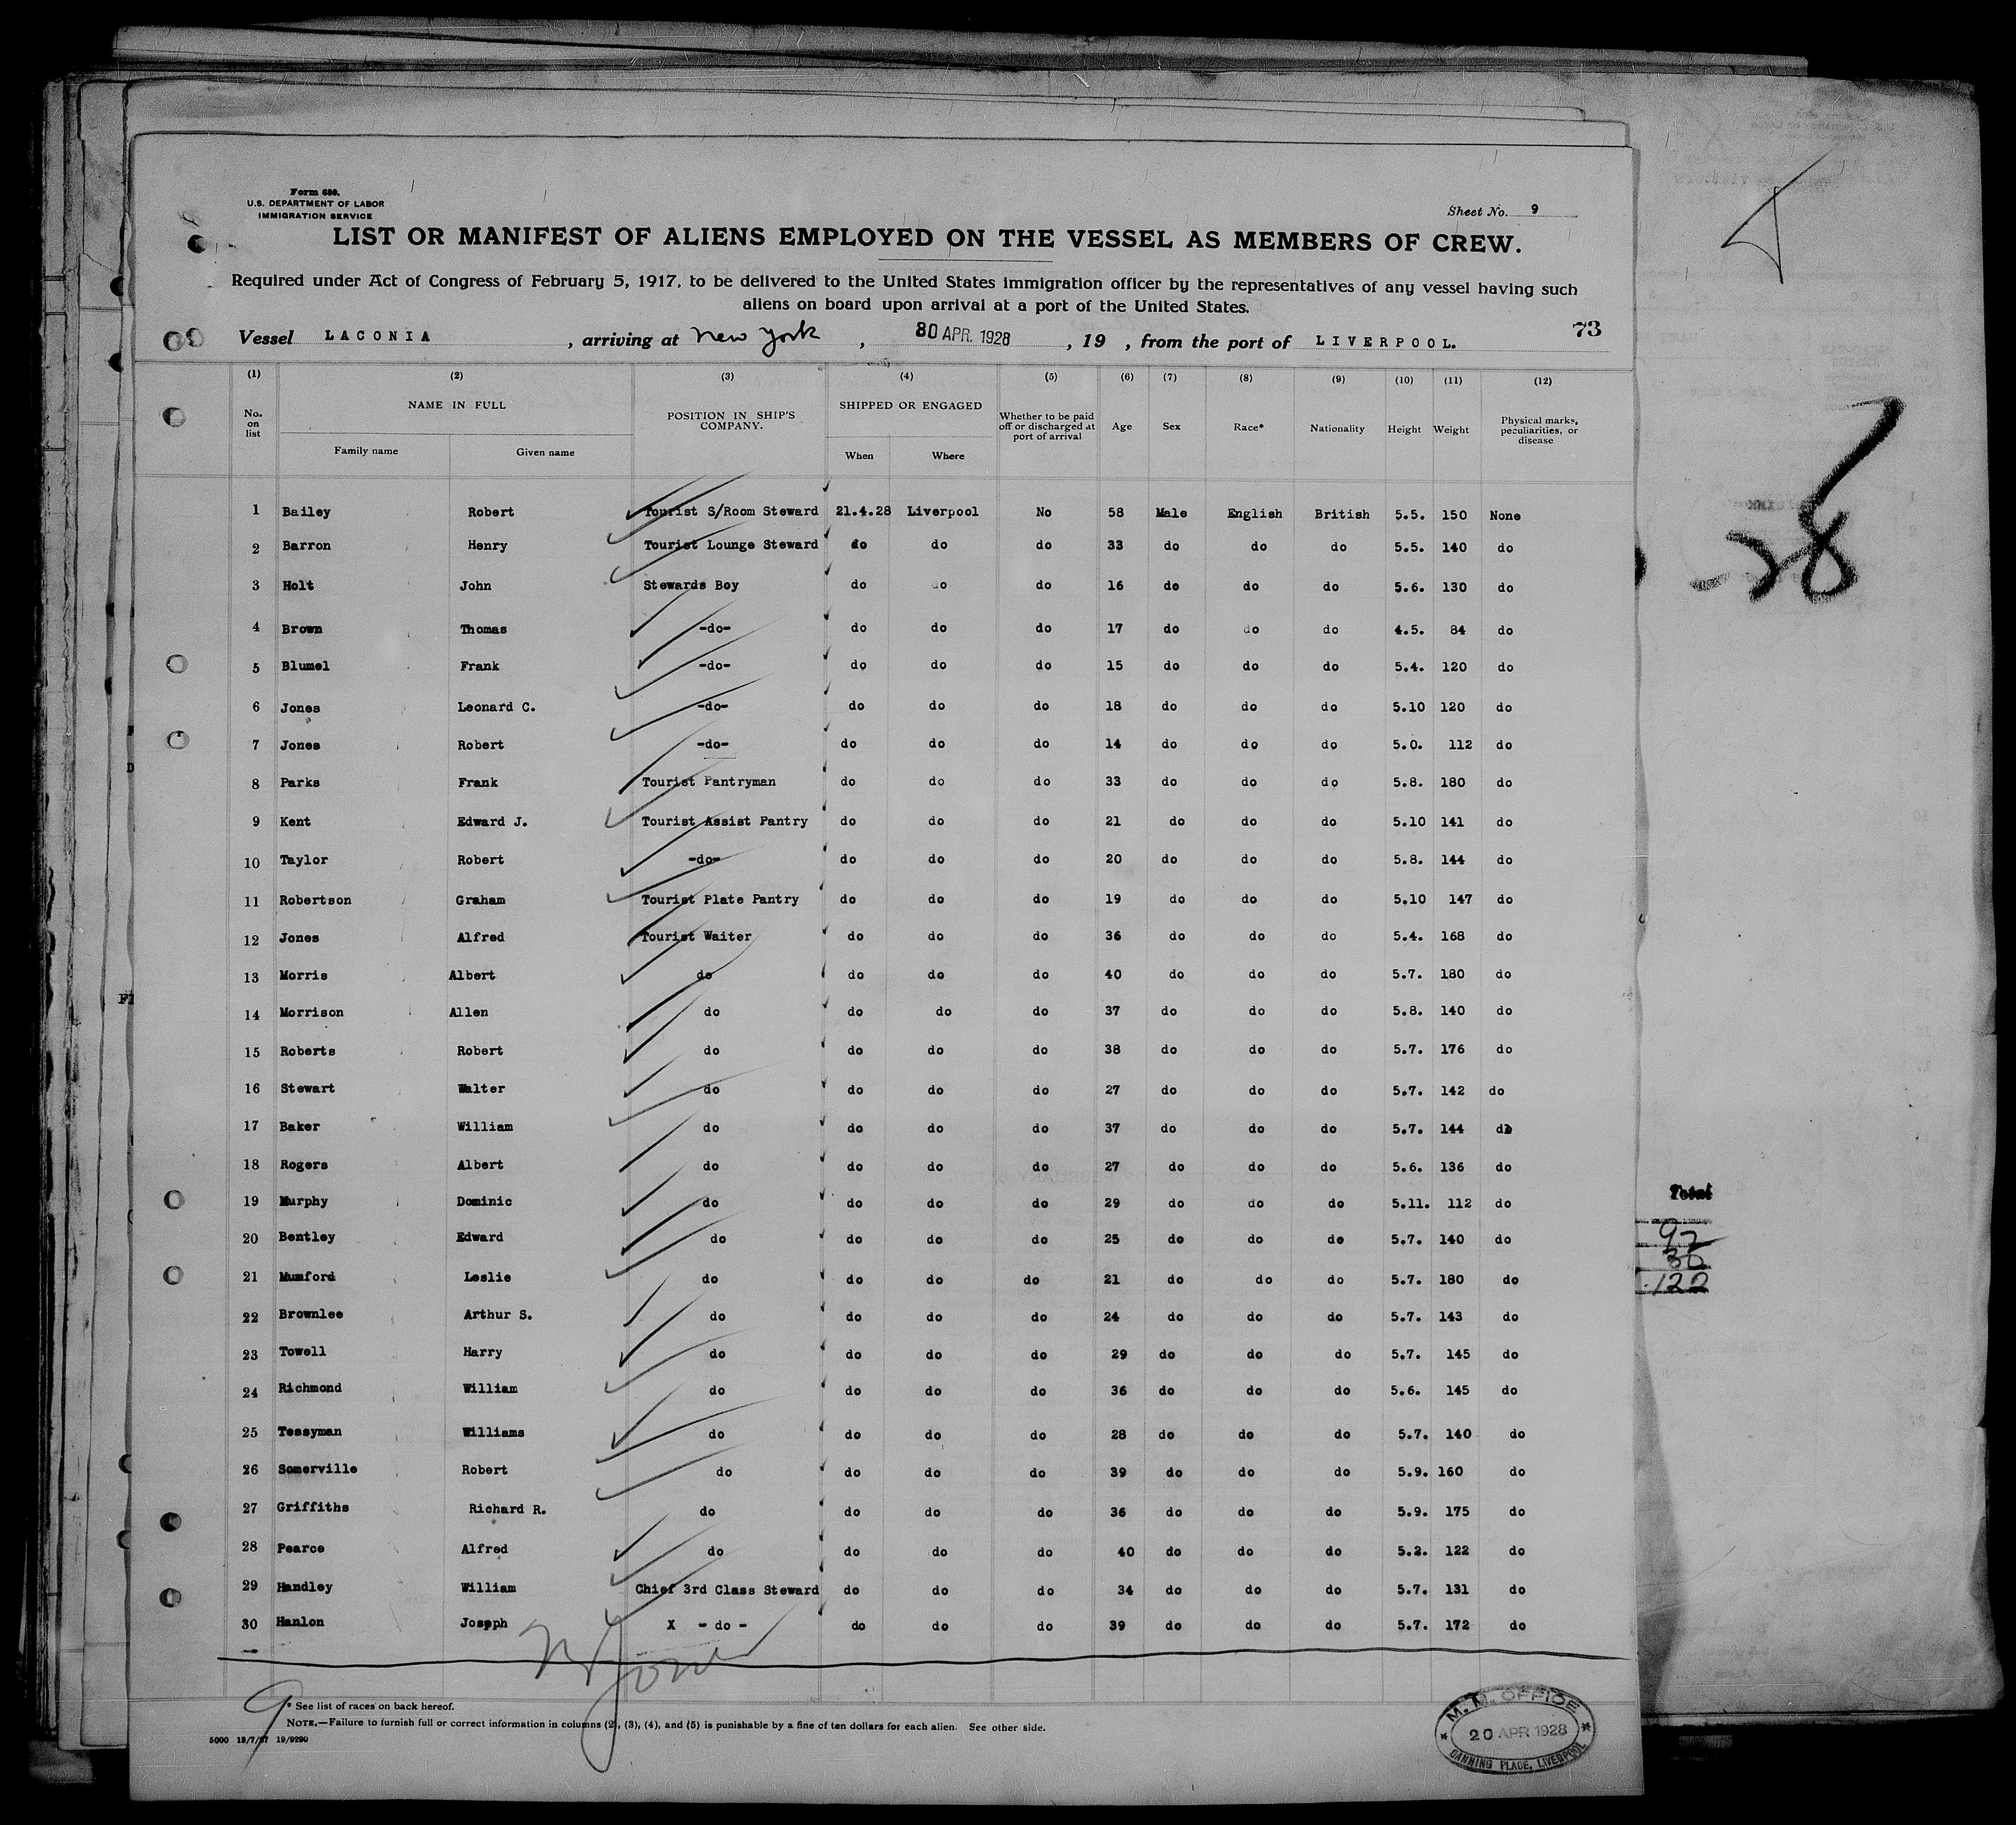 Form 680.
U.S. DEPARTMENT OF LABOR
IMMIGRATION SERVICE
Sheet No. 9
LIST OR MANIFEST OF ALIENS EMPLOYED ON THE VESSEL AS MEMBERS OF CREW.
Required under Act of Congress of February 5, 1917, to be delivered to the United States immigration officer by the representatives of any vessel having such
aliens on board upon arrival at a port of the United States.
73
Vessel LACONIA , arriving at New York , 30 APR. 1928 , 19 , from the port of LIVERPOOL.
(1) (2) (3) (4) (5) (6) (7) (8) (9) (10) (11) (12)
No. on list NAME IN FULL POSITION IN SHIP'S COMPANY. SHIPPED OR ENGAGED Whether to be paid off or discharged at port of arrival Age Sex Race* Nationality Height Weight Physical marks, peculiarities, or disease
Family name Given name When Where
1 Bailey Robert Tourist S/Room Steward 21.4.28 Liverpool No 58 Male English British 5.5. 150 None
2 Barron Henry Tourist Lounge Steward do do do 33 do do do 5.5. 140 do
3 Holt John Stewards Boy do do do 16 do do do 5.6. 130 do
4 Brown Thomas -do- do do do 17 do do do 4.5. 84 do
5 Blumel Frank -do- do do do 15 do do do 5.4. 120 do
6 Jones Leonard C. -do- do do do 18 do do do 5.10 120 do
7 Jones Robert -do- do do do 14 do do do 5.0. 112 do
8 Parks Frank Tourist Pantryman do do do 33 do do do 5.8. 180 do
9 Kent Edward J. Tourist Assist Pantry do do do 21 do do do 5.10 141 do
10 Taylor Robert -do- do do do 20 do do do 5.8. 144 do
11 Robertson Graham Tourist Plate Pantry do do do 19 do do do 5.10 147 do
12 Jones Alfred Tourist Waiter do do do 36 do do do 5.4. 168 do
13 Morris Albert do do do do 40 do do do 5.7. 180 do
14 Morrison Allen do do do do 37 do do do 5.8. 140 do
15 Roberts Robert do do do do 38 do do do 5.7. 176 do
16 Stewart Walter do do do do 27 do do do 5.7. 142 do
17 Baker William do do do do 37 do do do 5.7. 144 do
18 Rogers Albert do do do do 27 do do do 5.6. 136 do
19 Murphy Dominic do do do do 29 do do do 5.11. 112 do
20 Bentley Edward do do do do 25 do do do 5.7. 140 do
21 Mumford Leslie do do do do 21 do do do 5.7. 180 do
22 Brownlee Arthur S. do do do do 24 do do do 5.7. 143 do
23 Towell Harry do do do do 29 do do do 5.7. 145 do
24 Richmond William do do do do 36 do do do 5.6. 145 do
25 Tessyman Williams do do do do 28 do do do 5.7. 140 do
26 Somerville Robert do do do do 39 do do do 5.9. 160 do
27 Griffiths Richard R. do do do do 36 do do do 5.9. 175 do
28 Pearce Alfred do do do do 40 do do do 5.2. 122 do
29 Handley William Chief 3rd Class Steward do do do 34 do do do 5.7. 131 do
30 Hanlon Joseph X - do - do do do 39 do do do 5.7. 172 do
9
* See list of races on back hereof.
NOTE.—Failure to furnish full or correct information in columns (2), (3), (4), and (5) is punishable by a fine of ten dollars for each alien. See other side.
5000 13/7/27 19/9290
M.M. OFFICE
20 APR 1928
CANNING PLACE, LIVERPOOL
Total
92
30
122